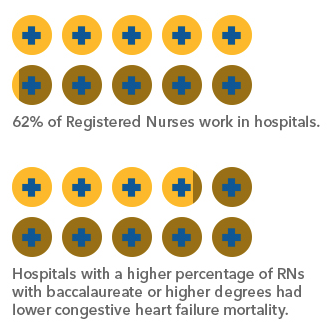 62% of Registered Nurses work in hospitals.
Hospitals with a higher percentage of RNs
with baccalaureate or higher degrees had
lower congestive heart failure mortality.